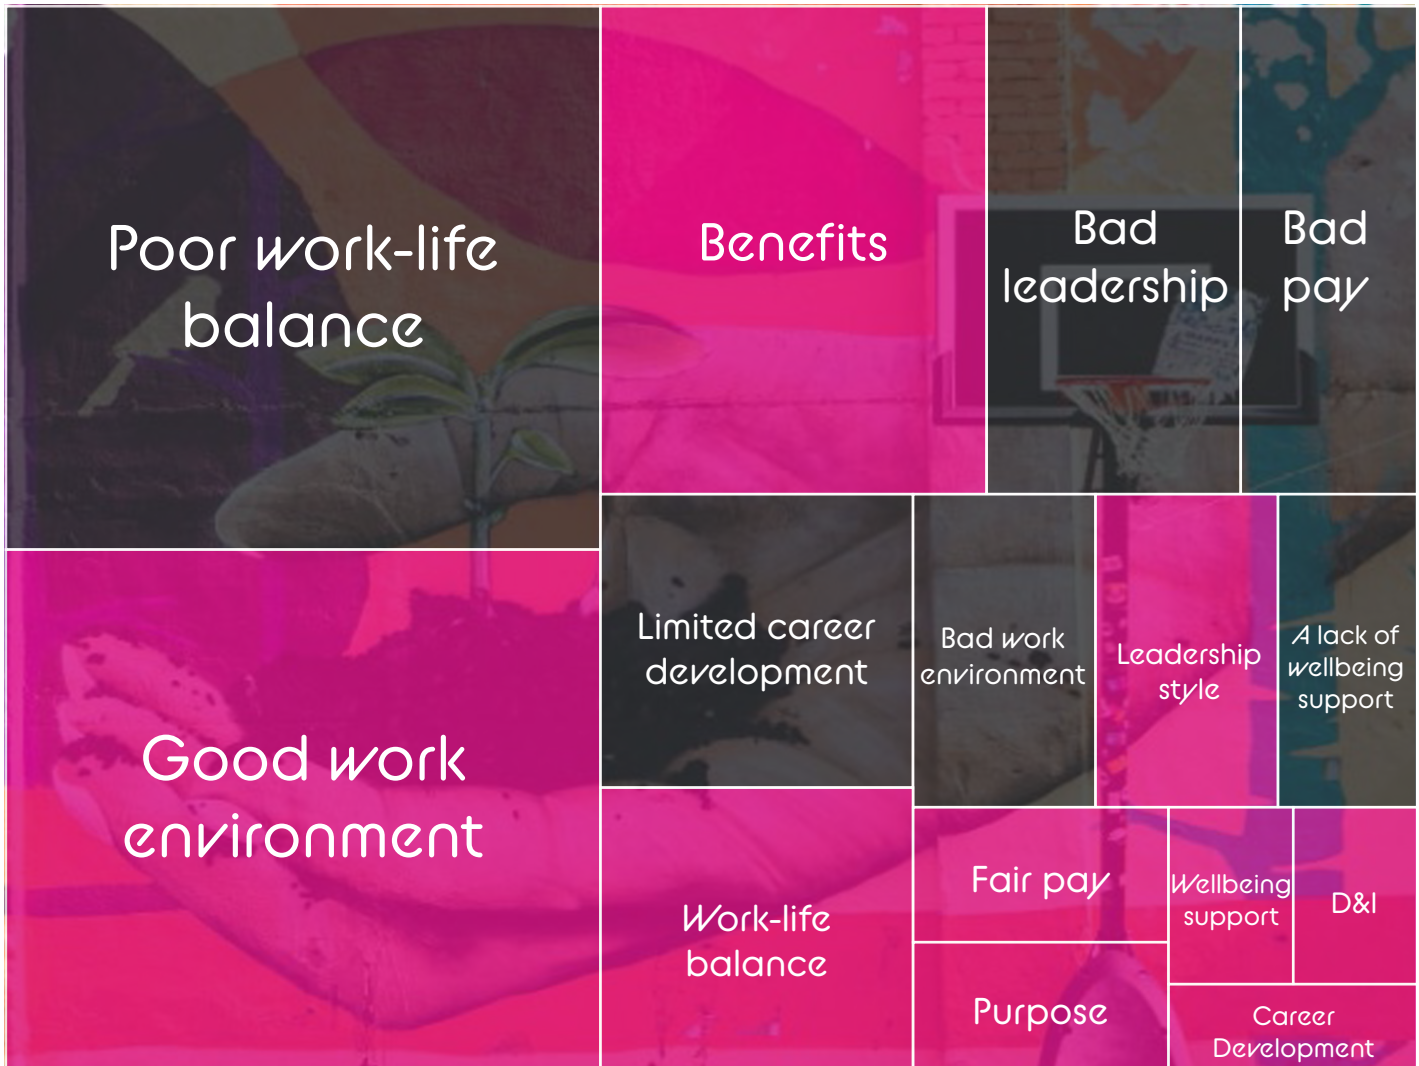 Poor work-life
balance
Benefits
Bad
leadership
Bad
pay
Good work
environment
Limited career
development
Bad work
environment
Leadership
style
A lack of
wellbeing
support
Work-life
balance
Fair pay
Wellbeing
support
D&I
Purpose
Career
Development